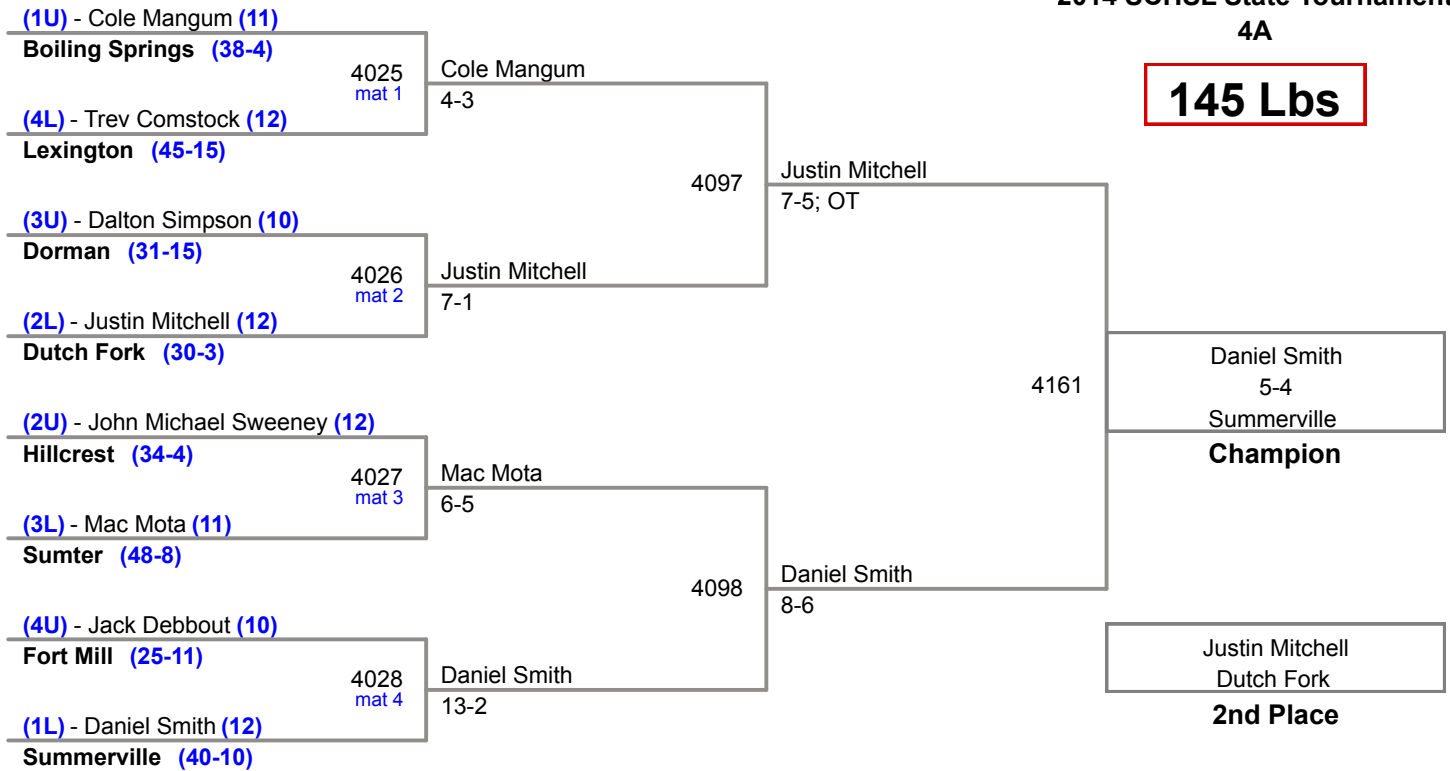 2014 SCHSL State Tournament
4A
145 Lbs
(1U) - Cole Mangum (11)
Boiling Springs (38-4)
4025
mat 1
Cole Mangum
4-3
(4L) - Trev Comstock (12)
Lexington (45-15)
4097
Justin Mitchell
7-5; OT
(3U) - Dalton Simpson (10)
Dorman (31-15)
4026
mat 2
Justin Mitchell
7-1
(2L) - Justin Mitchell (12)
Dutch Fork (30-3)
4161
Daniel Smith
5-4
Summerville
Champion
(2U) - John Michael Sweeney (12)
Hillcrest (34-4)
4027
mat 3
Mac Mota
6-5
(3L) - Mac Mota (11)
Sumter (48-8)
4098
Daniel Smith
8-6
(4U) - Jack Debbout (10)
Fort Mill (25-11)
4028
mat 4
Daniel Smith
13-2
(1L) - Daniel Smith (12)
Summerville (40-10)
Justin Mitchell
Dutch Fork
2nd Place